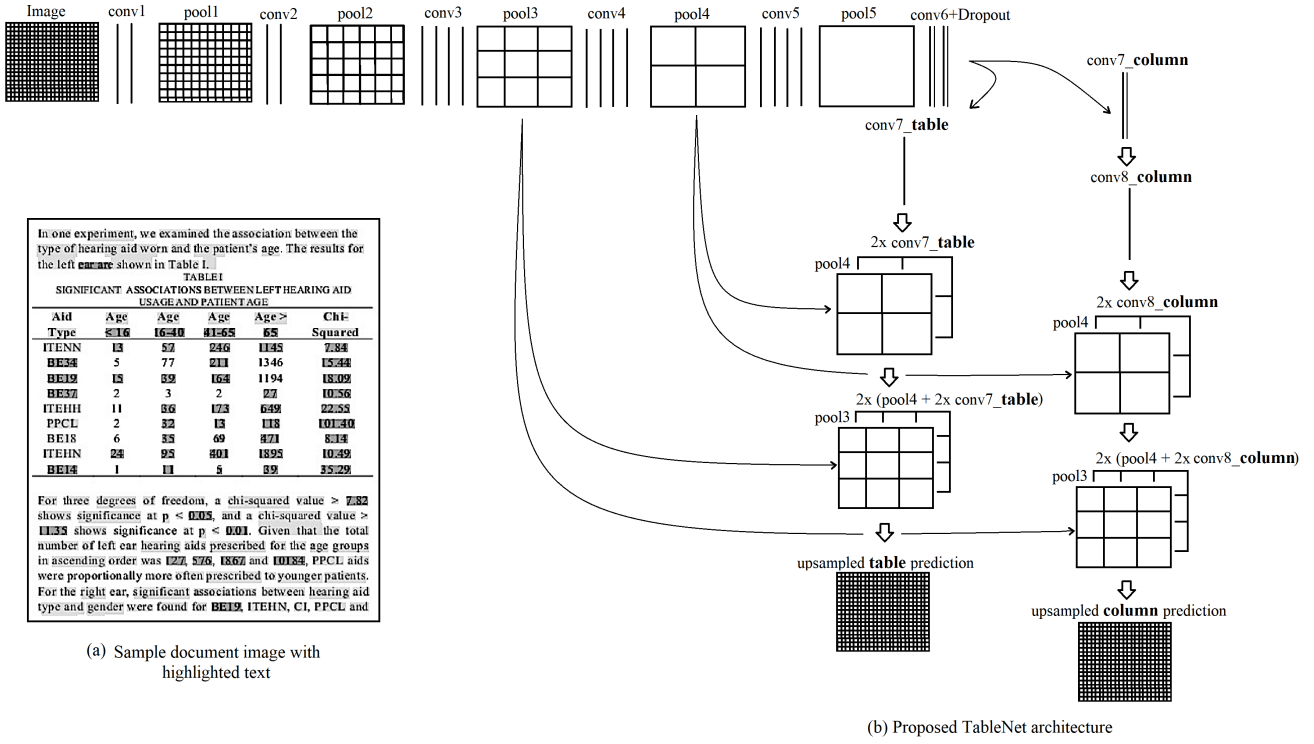 Image conv1 pool1 conv2 pool2 conv3 pool3 conv4 pool4 conv5 pool5 conv6+Dropout
conv7_column
conv7_table
conv8_column
2x conv7_table
pool4
2x conv8_column
pool4
2x (pool4 + 2x conv7_table)
pool3
2x (pool4 + 2x conv8_column)
pool3
upsampled table prediction
upsampled column prediction
In one experiment, we examined the association between the
type of hearing aid worn and the patient's age. The results for
the left ear are shown in Table I.
TABLE I
SIGNIFICANT ASSOCIATIONS BETWEEN LEFT HEARING AID
USAGE AND PATIENT AGE
Aid Age Age Age Age > Chi-
Type < 16 16-40 41-65 65 Squared
ITENN 13 57 246 1145 7.84
BE34 5 77 211 1346 15.44
BE19 15 39 164 1194 18.09
BE37 2 3 2 27 10.56
ITEHH 11 36 173 649 22.55
PPCL 2 32 13 118 101.40
BE18 6 35 69 471 8.14
ITEHN 24 95 401 1895 10.49
BE14 1 11 5 39 35.29
For three degrees of freedom, a chi-squared value > 7.82
shows significance at p < 0.05, and a chi-squared value >
11.35 shows significance at p < 0.01. Given that the total
number of left ear hearing aids prescribed for the age groups
in ascending order was 127, 576, 1867 and 10184, PPCL aids
were proportionally more often prescribed to younger patients.
For the right ear, significant associations between hearing aid
type and gender were found for BE19, ITEHN, CI, PPCL and
(a) Sample document image with
highlighted text
(b) Proposed TableNet architecture